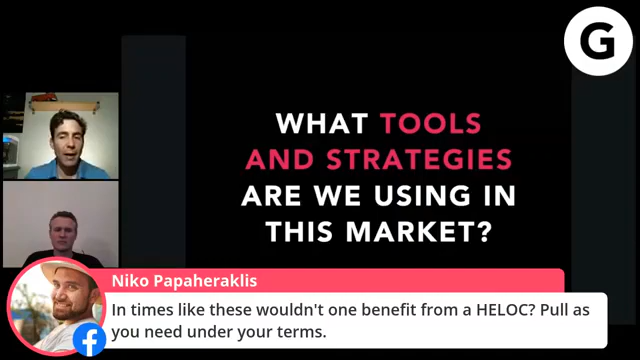 G
WHAT TOOLS
AND STRATEGIES
ARE WE USING IN
THIS MARKET?
Niko Papaheraklis
In times like these wouldn't one benefit from a HELOC? Pull as
you need under your terms.